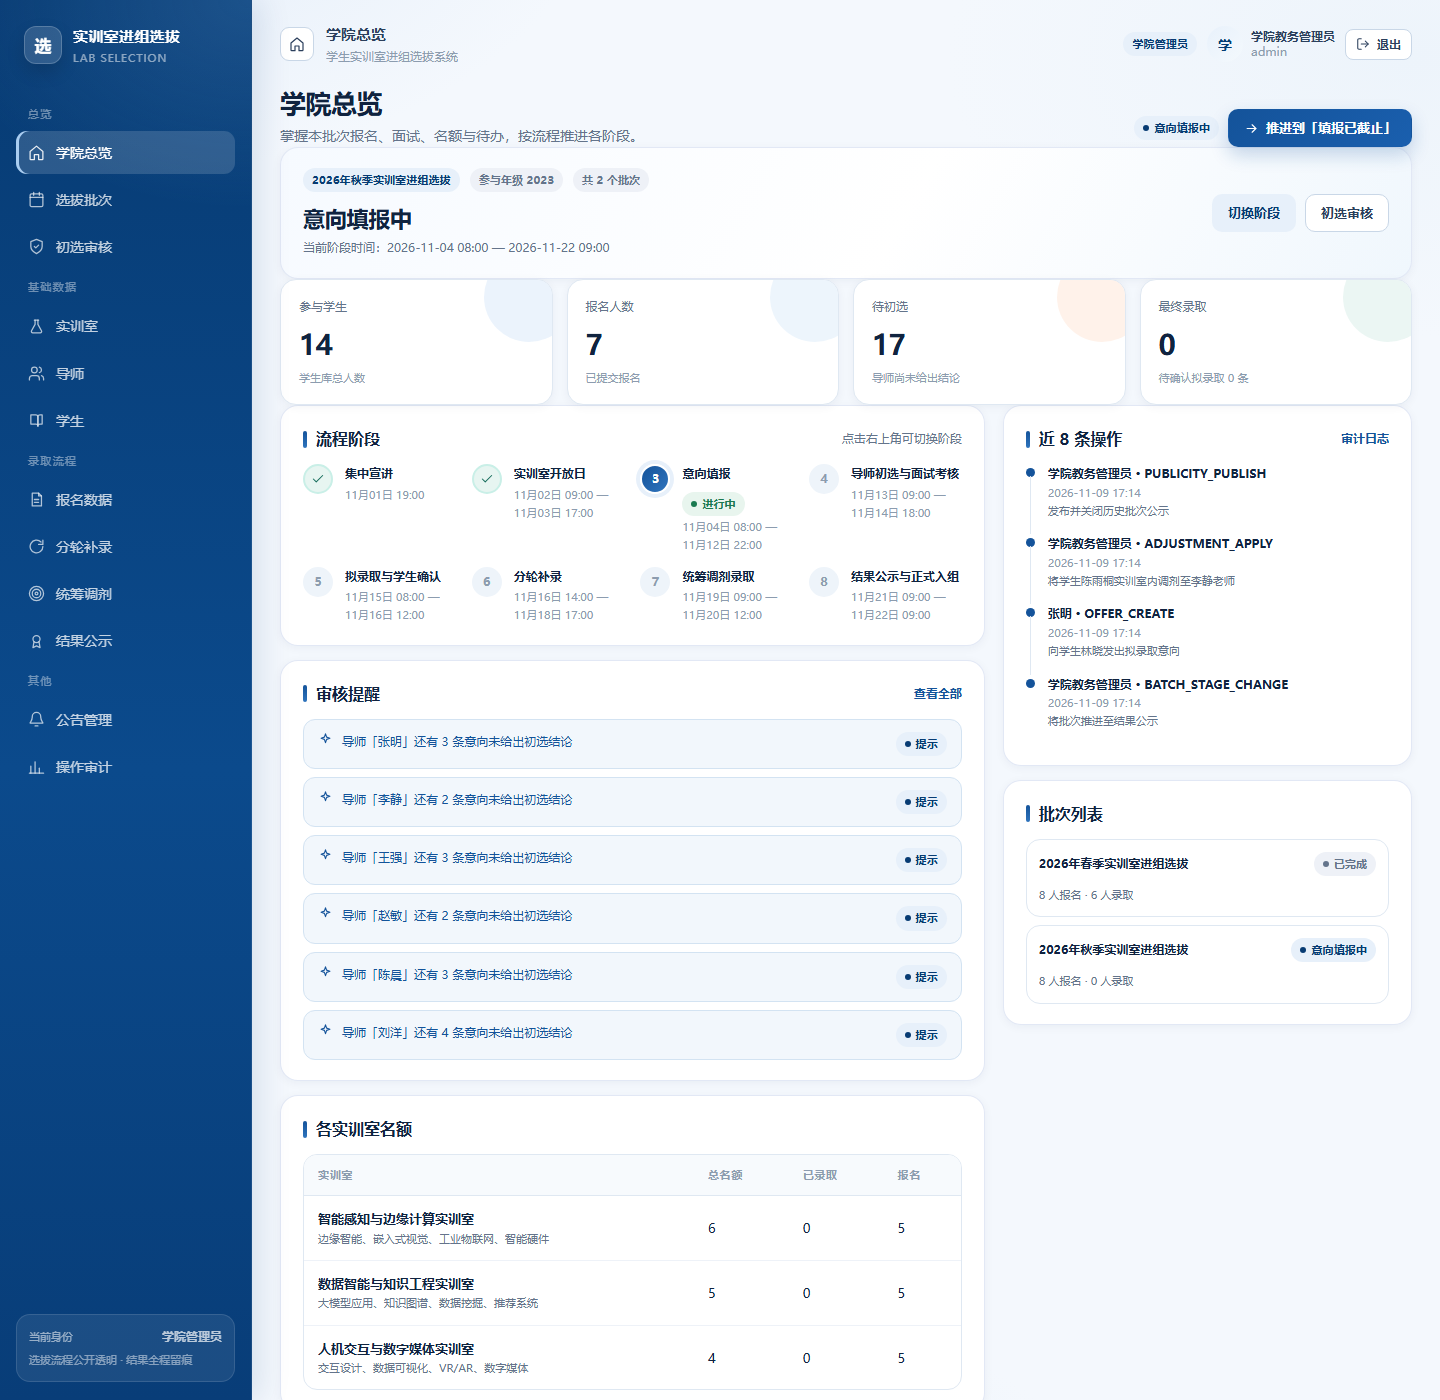 选
实训室进组选拔
LAB SELECTION
总览
学院总览
选拔批次
初选审核
基础数据
实训室
导师
学生
录取流程
报名数据
分轮补录
统筹调剂
结果公示
其他
公告管理
操作审计
当前身份
学院管理员
选拔流程公开透明 · 结果全程留痕
学院总览
学生实训室进组选拔系统
学院管理员
学
学院教务管理员
admin
退出
学院总览
掌握本批次报名、面试、名额与待办，按流程推进各阶段。
意向填报中
推进到「填报已截止」
2026年秋季实训室进组选拔
参与年级 2023
共 2 个批次
意向填报中
当前阶段时间：2026-11-04 08:00 — 2026-11-22 09:00
切换阶段
初选审核
参与学生
14
学生库总人数
报名人数
7
已提交报名
待初选
17
导师尚未给出结论
最终录取
0
待确认拟录取 0 条
流程阶段
点击右上角可切换阶段
集中宣讲
11月01日 19:00
实训室开放日
11月02日 09:00 —
11月03日 17:00
3
意向填报
进行中
11月04日 08:00 —
11月12日 22:00
4
导师初选与面试考核
11月13日 09:00 —
11月14日 18:00
5
拟录取与学生确认
11月15日 08:00 —
11月16日 12:00
6
分轮补录
11月16日 14:00 —
11月18日 17:00
7
统筹调剂录取
11月19日 09:00 —
11月20日 12:00
8
结果公示与正式入组
11月21日 09:00 —
11月22日 09:00
审核提醒
查看全部
导师「张明」还有 3 条意向未给出初选结论
提示
导师「李静」还有 2 条意向未给出初选结论
提示
导师「王强」还有 3 条意向未给出初选结论
提示
导师「赵敏」还有 2 条意向未给出初选结论
提示
导师「陈晨」还有 3 条意向未给出初选结论
提示
导师「刘洋」还有 4 条意向未给出初选结论
提示
各实训室名额
实训室 总名额 已录取 报名
智能感知与边缘计算实训室
边缘智能、嵌入式视觉、工业物联网、智能硬件
6 0 5
数据智能与知识工程实训室
大模型应用、知识图谱、数据挖掘、推荐系统
5 0 5
人机交互与数字媒体实训室
交互设计、数据可视化、VR/AR、数字媒体
4 0 5
近 8 条操作
审计日志
学院教务管理员 • PUBLICITY_PUBLISH
2026-11-09 17:14
发布并关闭历史批次公示
学院教务管理员 • ADJUSTMENT_APPLY
2026-11-09 17:14
将学生陈雨桐实训室内调剂至李静老师
张明 • OFFER_CREATE
2026-11-09 17:14
向学生林晓发出拟录取意向
学院教务管理员 • BATCH_STAGE_CHANGE
2026-11-09 17:14
将批次推进至结果公示
批次列表
2026年春季实训室进组选拔
已完成
8 人报名 · 6 人录取
2026年秋季实训室进组选拔
意向填报中
8 人报名 · 0 人录取